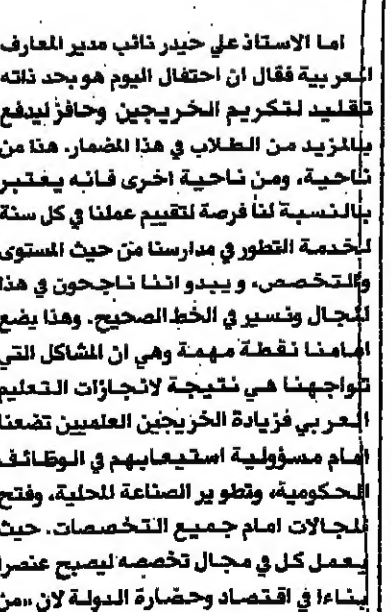 اما الاستاذ علي حيدر نائب مدير المعارف
العربية فقال ان احتفال اليوم هو بحد ذاته
تقليد لتكريم الخريجين وحافز ليدفع
بالمزيد من الطلاب في هذا المضمار. هذا من
ناحية، ومن ناحية اخرى فانه يعتبر
بالنسبة لنا فرصة لتقييم عملنا في كل سنة
لخدمة التطور في مدارسنا من حيث المستوى
والتخصص، ويبدو اننا ناجحون في هذا
المجال ونسير في الخط الصحيح. وهذا يضع
امامنا نقطة مهمة وهي ان المشاكل التي
تواجهنا هي نتيجة لانجازات التعليم
العربي فزيادة الخريجين العلميين تضعنا
امام مسؤولية استيعابهم في الوظائف
الحكومية، وتطوير الصناعة المحلية، وفتح
المجالات امام جميع التخصصات. حيث
يعمل كل في مجال تخصصه ليصبح عنصرا
بناءا في اقتصاد وحضارة الدولة لان «من